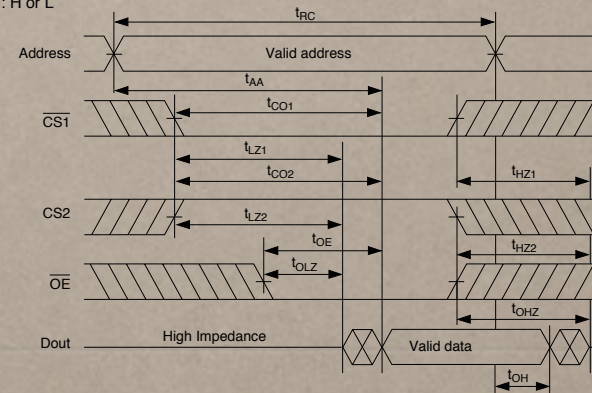 : H or L
tRC
Address
Valid address
tAA
tCO1
CS1
tLZ1
tCO2
tHZ1
CS2
tLZ2
tOE
tHZ2
tOLZ
OE
tOHZ
High Impedance
Dout
Valid data
tOH